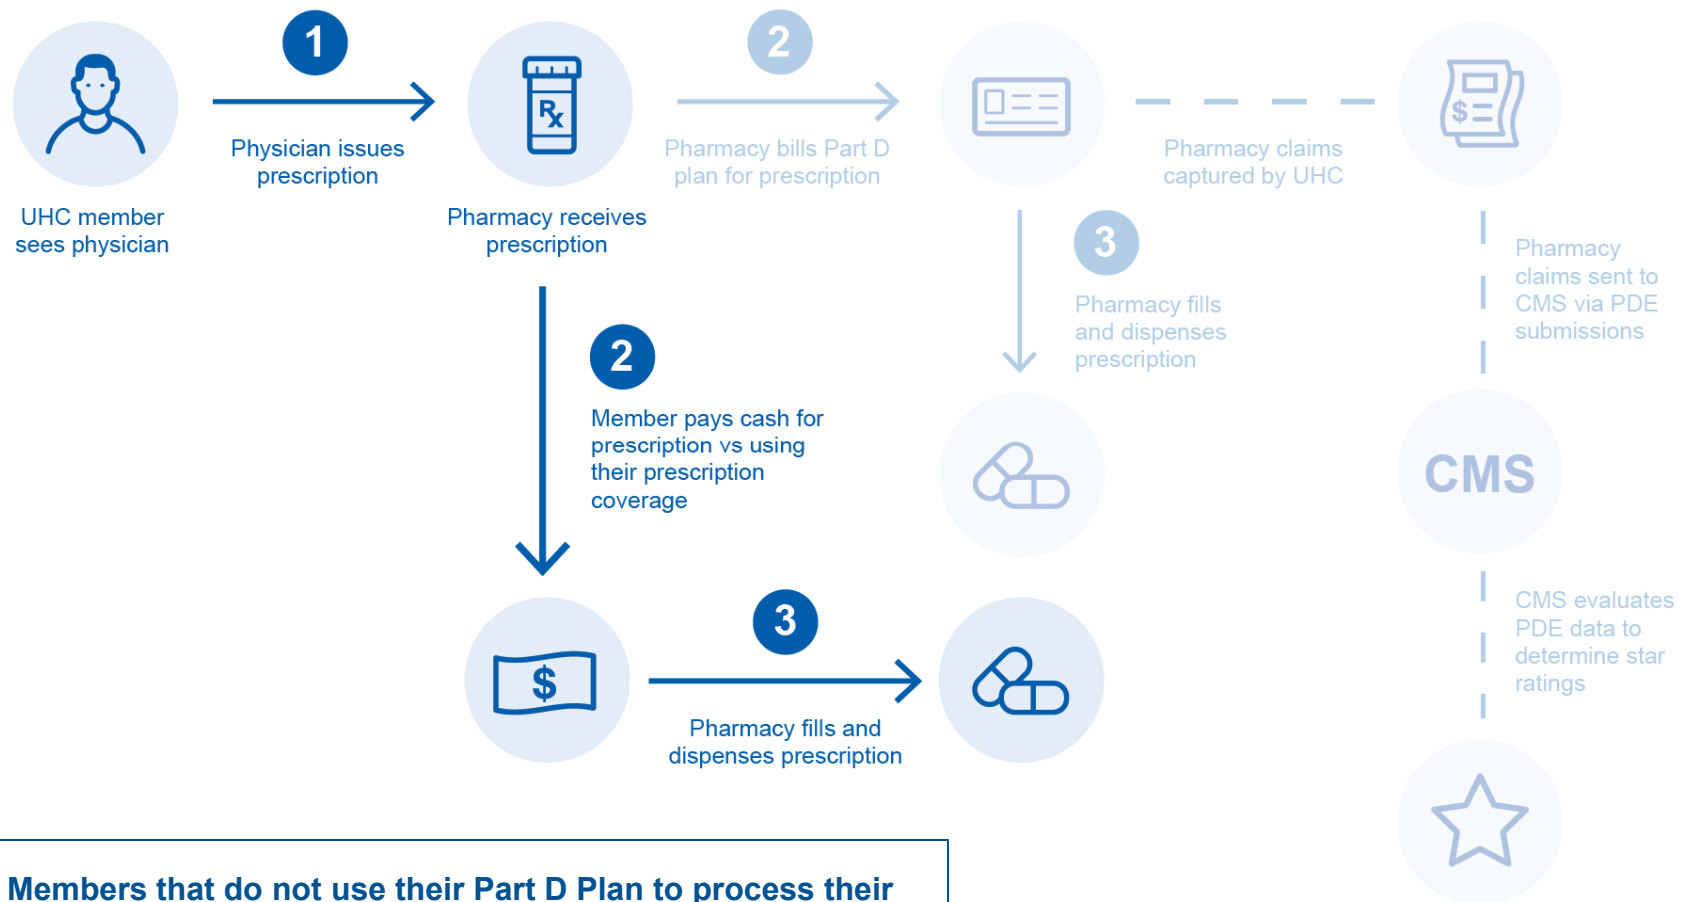 1
Physician issues
prescription
UHC member
sees physician
Rx
Pharmacy receives
prescription
2
Pharmacy bills Part D
plan for prescription
Pharmacy claims
captured by UHC
$
3
Pharmacy fills
and dispenses
prescription
Pharmacy
claims sent to
CMS via PDE
submissions
CMS
CMS evaluates
PDE data to
determine star
ratings
2
Member pays cash for
prescription vs using
their prescription
coverage
$
3
Pharmacy fills and
dispenses prescription
Members that do not use their Part D Plan to process their